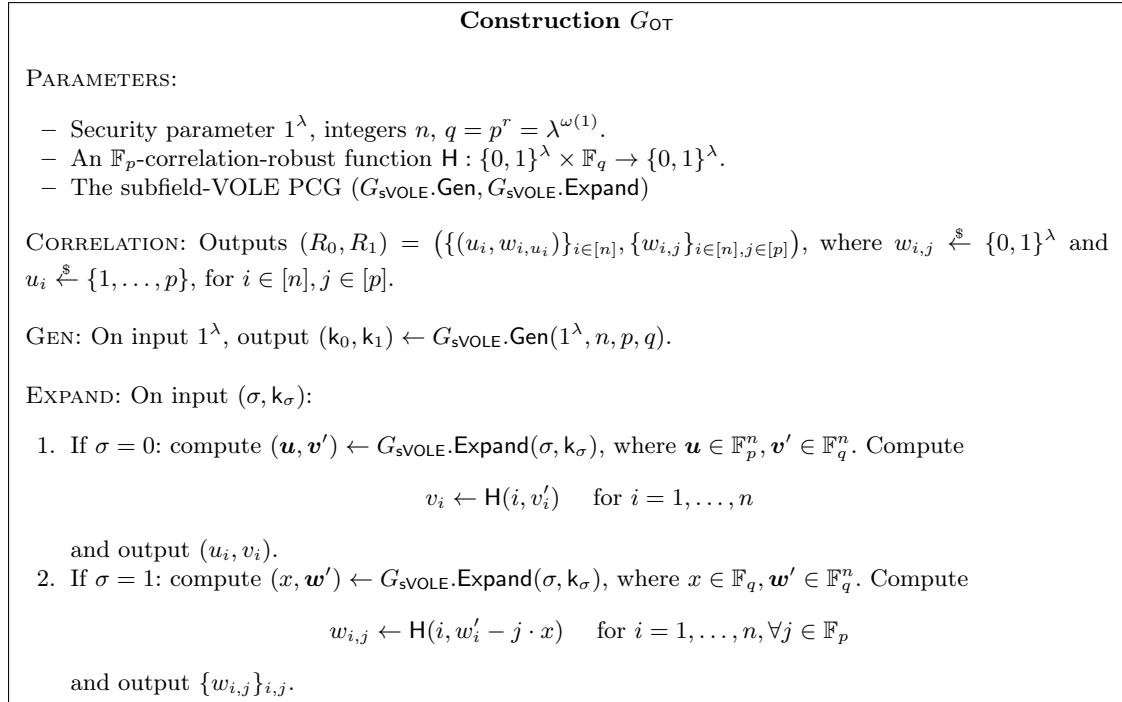 Construction G_OT
PARAMETERS:
– Security parameter 1^λ, integers n, q = p^r = λ^{ω(1)}.
– An 𝔽_p-correlation-robust function H : {0, 1}^λ × 𝔽_q → {0, 1}^λ.
– The subfield-VOLE PCG (G_sVOLE.Gen, G_sVOLE.Expand)
CORRELATION: Outputs (R_0, R_1) = ({(u_i, w_{i,u_i})}_{i∈[n]}, {w_{i,j}}_{i∈[n],j∈[p]}), where w_{i,j} ←$ {0, 1}^λ and
u_i ←$ {1, . . . , p}, for i ∈ [n], j ∈ [p].
GEN: On input 1^λ, output (k_0, k_1) ← G_sVOLE.Gen(1^λ, n, p, q).
EXPAND: On input (σ, k_σ):
1. If σ = 0: compute (u, v′) ← G_sVOLE.Expand(σ, k_σ), where u ∈ 𝔽_p^n, v′ ∈ 𝔽_q^n. Compute
v_i ← H(i, v′_i) for i = 1, . . . , n
and output (u_i, v_i).
2. If σ = 1: compute (x, w′) ← G_sVOLE.Expand(σ, k_σ), where x ∈ 𝔽_q, w′ ∈ 𝔽_q^n. Compute
w_{i,j} ← H(i, w′_i − j · x) for i = 1, . . . , n, ∀j ∈ 𝔽_p
and output {w_{i,j}}_{i,j}.